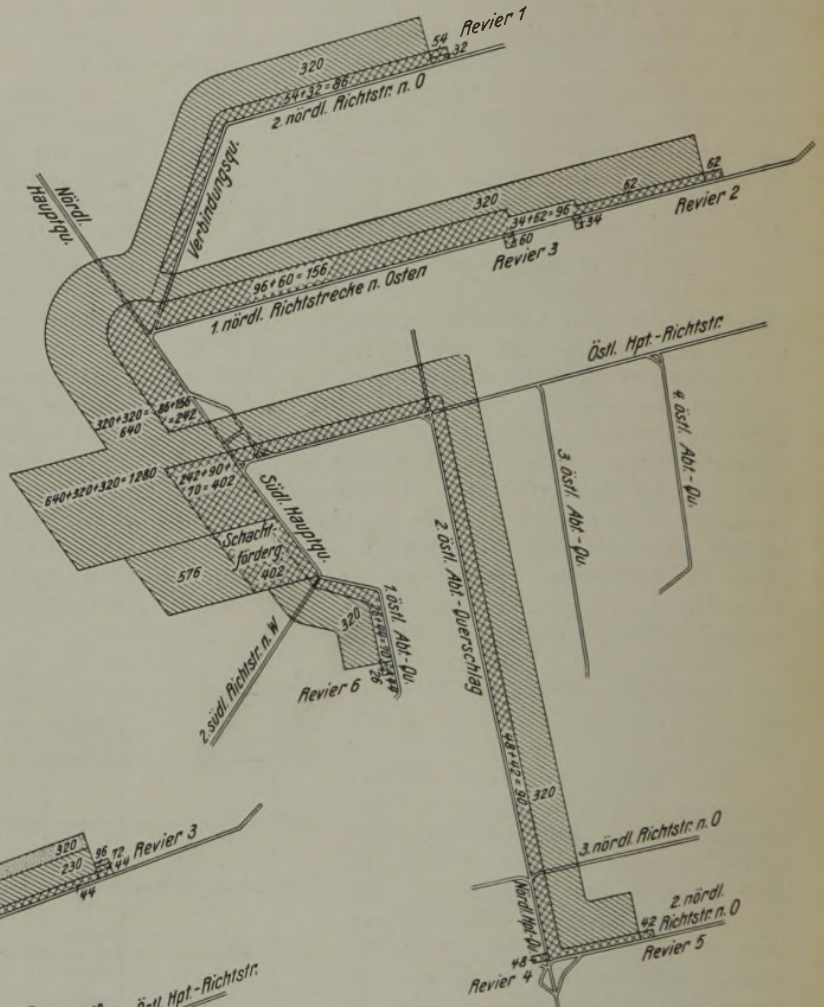 Revier 1
54
32
320
54+32=86
2. nördl. Richtstr. n. O
Verbindungsqu.
Nördl.
Hauptqu.
62
62
320
34+62=96
34
Revier 2
60
Revier 3
96+60=156
1. nördl. Richtstrecke n. Osten
Östl. Hpt.-Richtstr.
320+320=
640
86+156
=242
640+320+320=1280
242+90+
70=402
Südl. Hauptqu.
3. östl. Abt.-Qu.
4. östl. Abt.-Qu.
2. östl. Abt.-Querschlag
Schacht-
förderg.
402
576
320
1. östl. Abt.-Qu.
26+44=70
44
26
Revier 6
2. südl. Richtstr. n. W
48+42=90
320
3. nördl. Richtstr. n. O
Nördl. Hpt.-Qu.
2. nördl.
Richtstr. n. O
42
48
Revier 5
Revier 4
320
96
72
Revier 3
230
44
44
Östl. Hpt.-Richtstr.